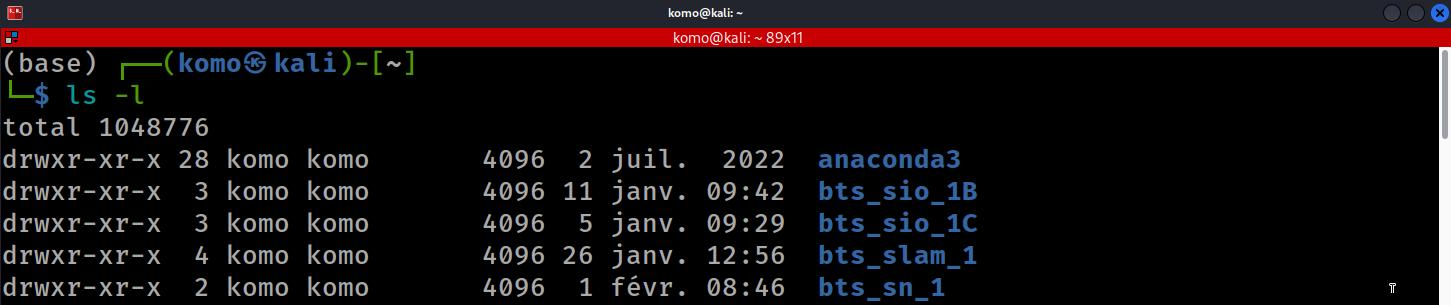 komo@kali: ~
komo@kali: ~ 89x11
(base) ┌──(komo㉿kali)-[~]
└─$ ls -l
total 1048776
drwxr-xr-x 28 komo komo       4096  2 juil.  2022  anaconda3
drwxr-xr-x  3 komo komo       4096 11 janv. 09:42  bts_sio_1B
drwxr-xr-x  3 komo komo       4096  5 janv. 09:29  bts_sio_1C
drwxr-xr-x  4 komo komo       4096 26 janv. 12:56  bts_slam_1
drwxr-xr-x  2 komo komo       4096  1 févr. 08:46  bts_sn_1